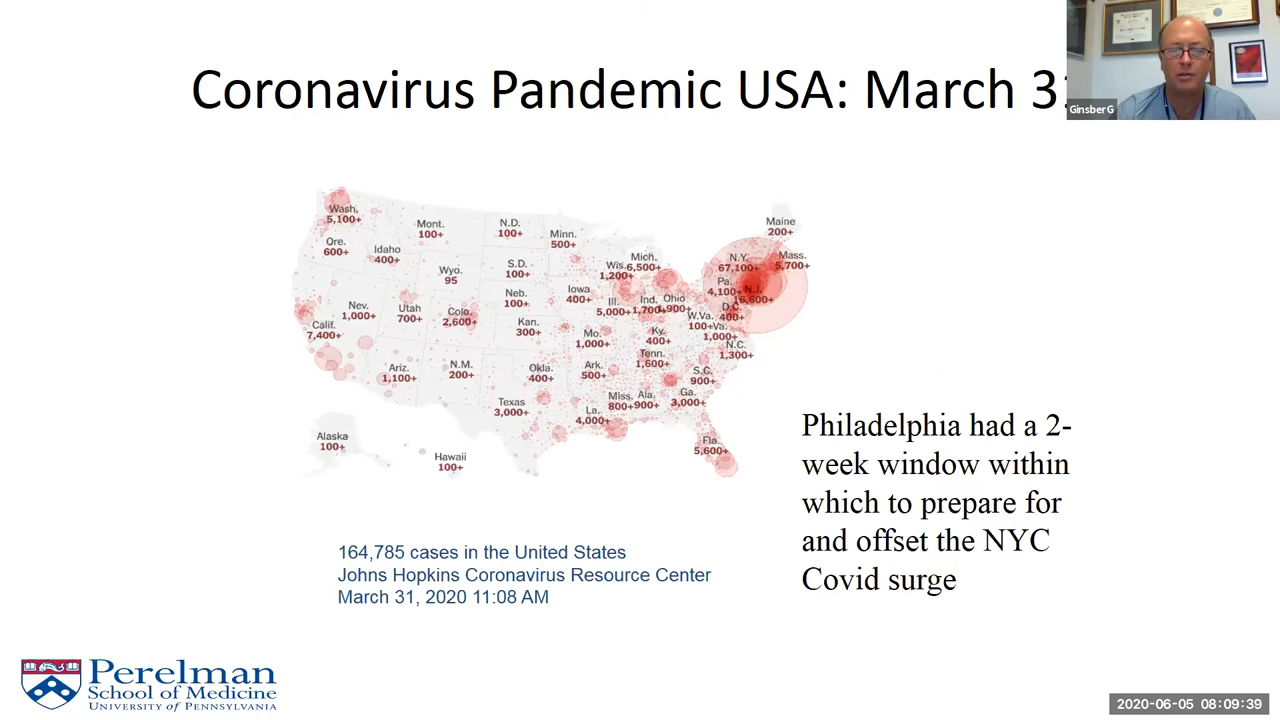 Coronavirus Pandemic USA: March 31
GinsberG
Wash.
5,100+
Ore.
600+
Idaho
400+
Mont.
100+
N.D.
100+
Minn.
500+
Maine
200+
Wyo.
95
S.D.
100+
Wis.
1,200+
Mich.
6,500+
N.Y.
67,100+
Mass.
5,700+
Nev.
1,000+
Utah
700+
Colo.
2,600+
Neb.
100+
Iowa
400+
Ill.
5,000+
Ind.
1,700+
Ohio
1,900+
Pa.
4,100+
N.J.
16,600+
D.C.
400+
Calif.
7,400+
Kan.
300+
Mo.
1,000+
Ky.
400+
W.Va.
100+
Va.
1,000+
N.C.
1,300+
Ariz.
1,100+
N.M.
200+
Okla.
400+
Ark.
500+
Tenn.
1,600+
S.C.
900+
Texas
3,000+
La.
4,000+
Miss.
800+
Ala.
900+
Ga.
3,000+
Alaska
100+
Hawaii
100+
Fla.
5,600+
Philadelphia had a 2-
week window within
which to prepare for
and offset the NYC
Covid surge
164,785 cases in the United States
Johns Hopkins Coronavirus Resource Center
March 31, 2020 11:08 AM
Perelman
School of Medicine
University of Pennsylvania
2020-06-05 08:09:39